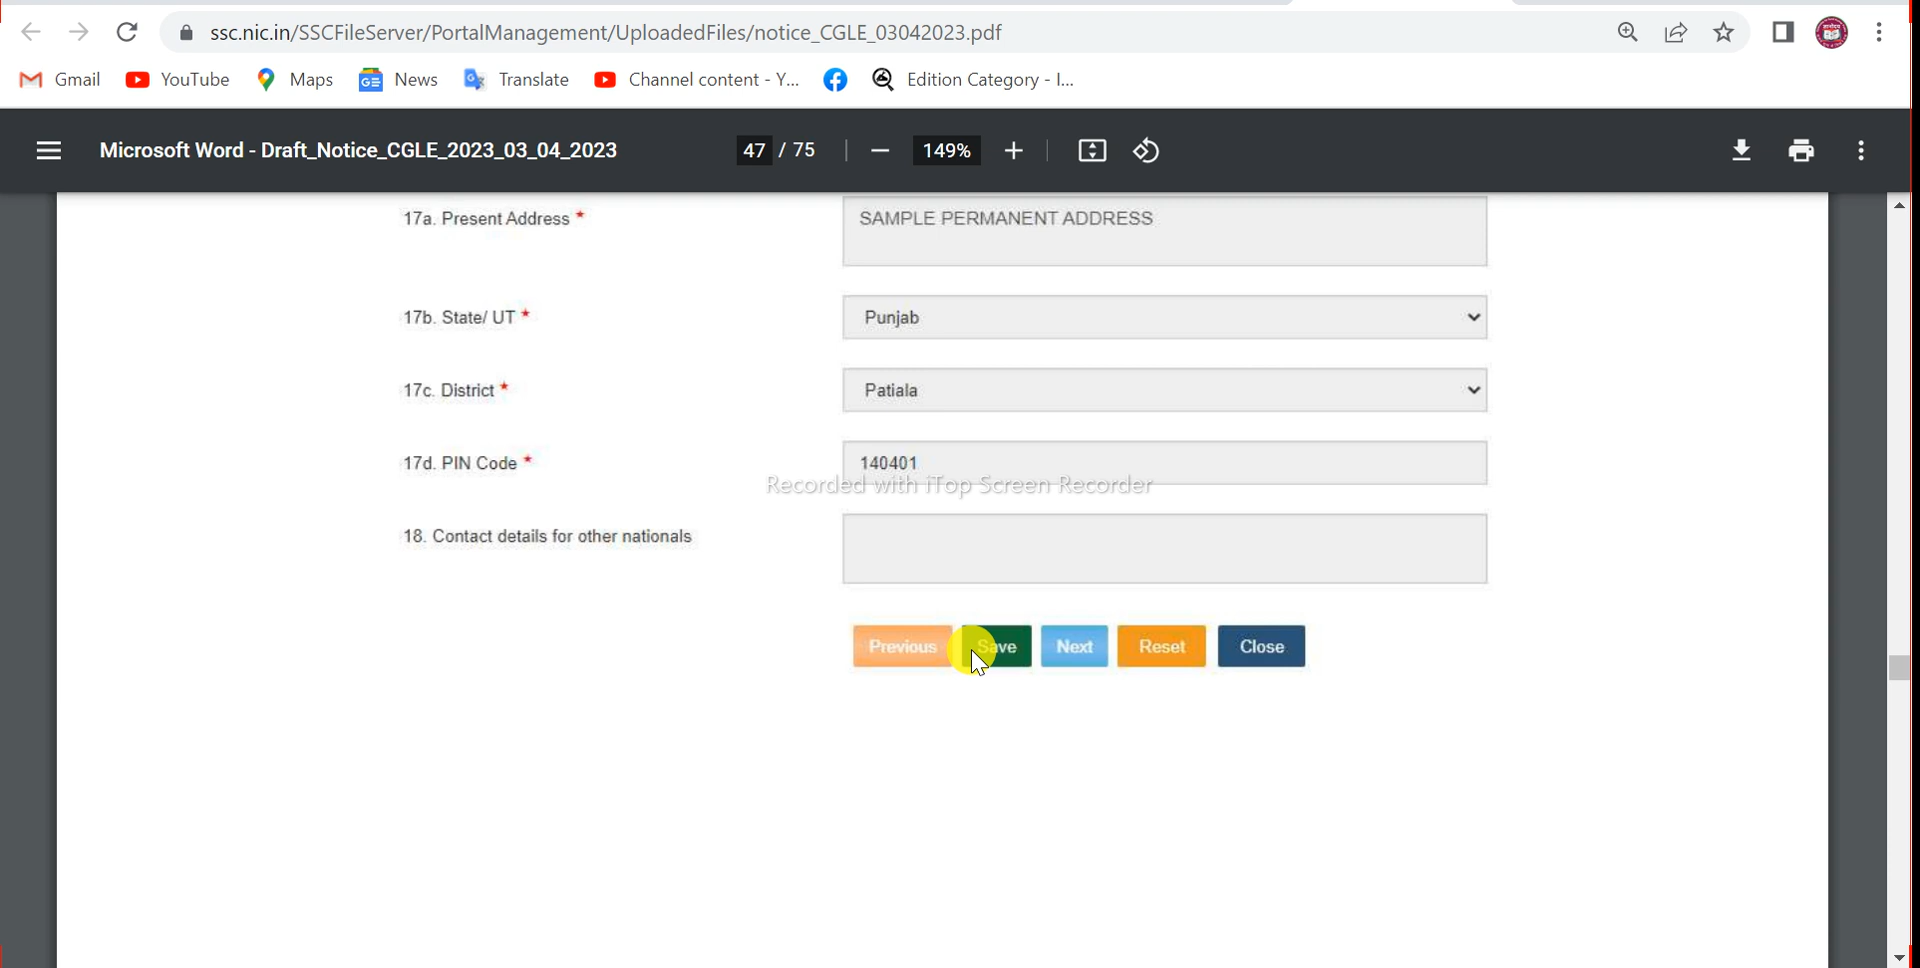 ssc.nic.in/SSCFileServer/PortalManagement/UploadedFiles/notice_CGLE_03042023.pdf
Gmail YouTube Maps News Translate Channel content - Y... Edition Category - I...
Microsoft Word - Draft_Notice_CGLE_2023_03_04_2023 47 / 75 149%
17a. Present Address * SAMPLE PERMANENT ADDRESS
17b. State/ UT * Punjab
17c. District * Patiala
17d. PIN Code * 140401
Recorded with iTop Screen Recorder
18. Contact details for other nationals
Previous Save Next Reset Close